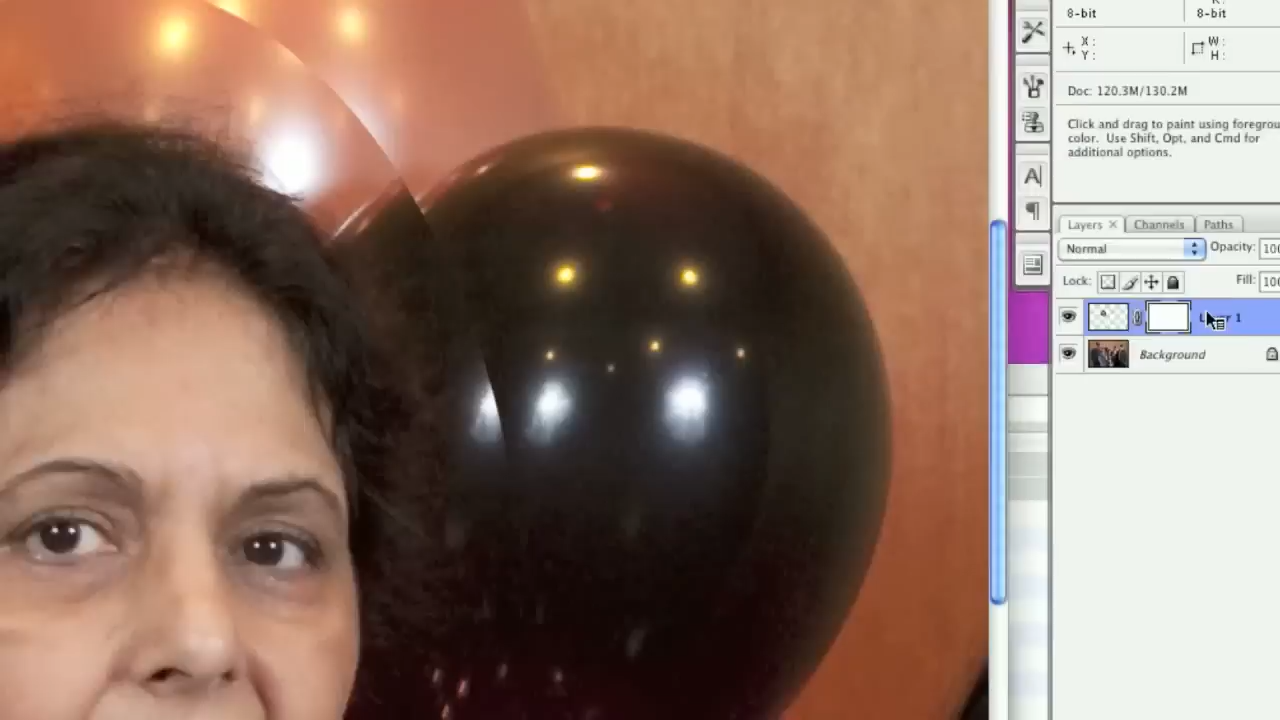 8-bit
8-bit
X:
Y:
W:
H:
Doc: 120.3M/130.2M
Click and drag to paint using
color. Use Shift, Opt, and Cmd for
additional options.
Layers × Channels Paths
Normal Opacity:
Lock: Fill:
1
Background